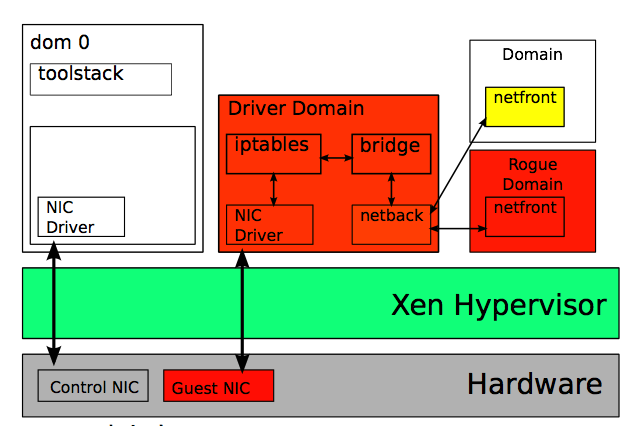 dom 0
toolstack
NIC
Driver
Driver Domain
iptables
bridge
NIC
Driver
netback
Domain
netfront
Rogue
Domain
netfront
Xen Hypervisor
Control NIC
Guest NIC
Hardware